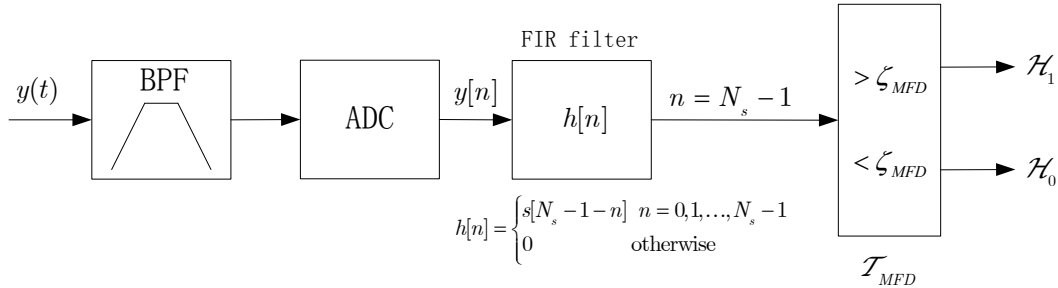 FIR filter
BPF
y(t)
ADC
y[n]
h[n]
n = N_s − 1
> ζ_MFD
< ζ_MFD
ℋ_1
ℋ_0
h[n] = { s[N_s − 1 − n] n = 0,1,…,N_s − 1
0 otherwise
𝒯_MFD